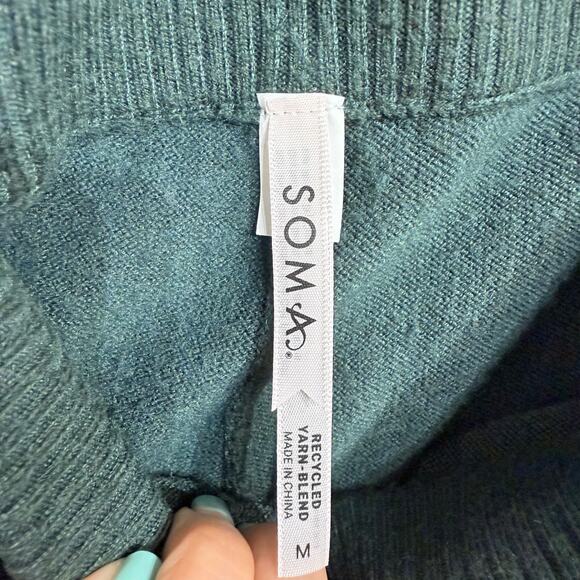 SOMA®
RECYCLED
YARN-BLEND
MADE IN CHINA
M